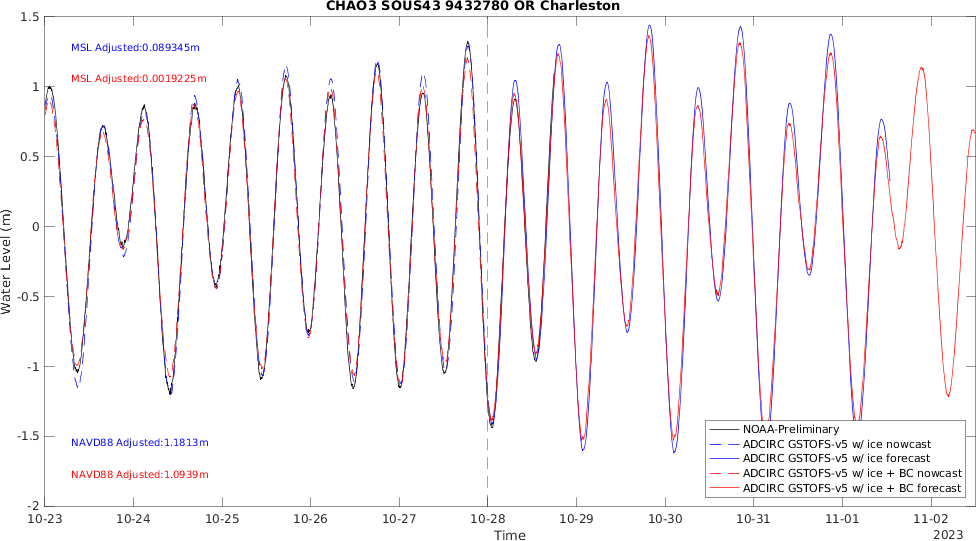 CHAO3 SOUS43 9432780 OR Charleston
Water Level (m)
1.5
1
0.5
0
-0.5
-1
-1.5
-2
MSL Adjusted:0.089345m
MSL Adjusted:0.0019225m
NAVD88 Adjusted:1.1813m
NAVD88 Adjusted:1.0939m
NOAA-Preliminary
ADCIRC GSTOFS-v5 w/ ice nowcast
ADCIRC GSTOFS-v5 w/ ice forecast
ADCIRC GSTOFS-v5 w/ ice + BC nowcast
ADCIRC GSTOFS-v5 w/ ice + BC forecast
10-23 10-24 10-25 10-26 10-27 10-28 10-29 10-30 10-31 11-01 11-02
Time
2023